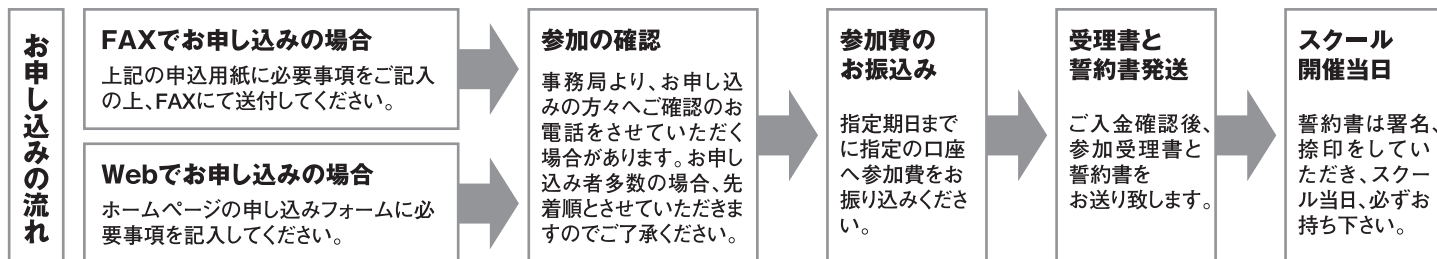 お申し込みの流れ
FAXでお申し込みの場合
上記の申込用紙に必要事項をご記入
の上、FAXにて送付してください。
Webでお申し込みの場合
ホームページの申し込みフォームに必
要事項を記入してください。
参加の確認
事務局より、お申し込
みの方々へご確認のお
電話をさせていただく
場合があります。お申し
込み者多数の場合、先
着順とさせていただきま
すのでご了承ください。
参加費の
お振込み
指定期日まで
に指定の口座
へ参加費をお
振り込みくださ
い。
受理書と
誓約書発送
ご入金確認後、
参加受理書と
誓約書を
お送り致します。
スクール
開催当日
誓約書は署名、
捺印をしてい
ただき、スクー
ル当日、必ずお
持ち下さい。